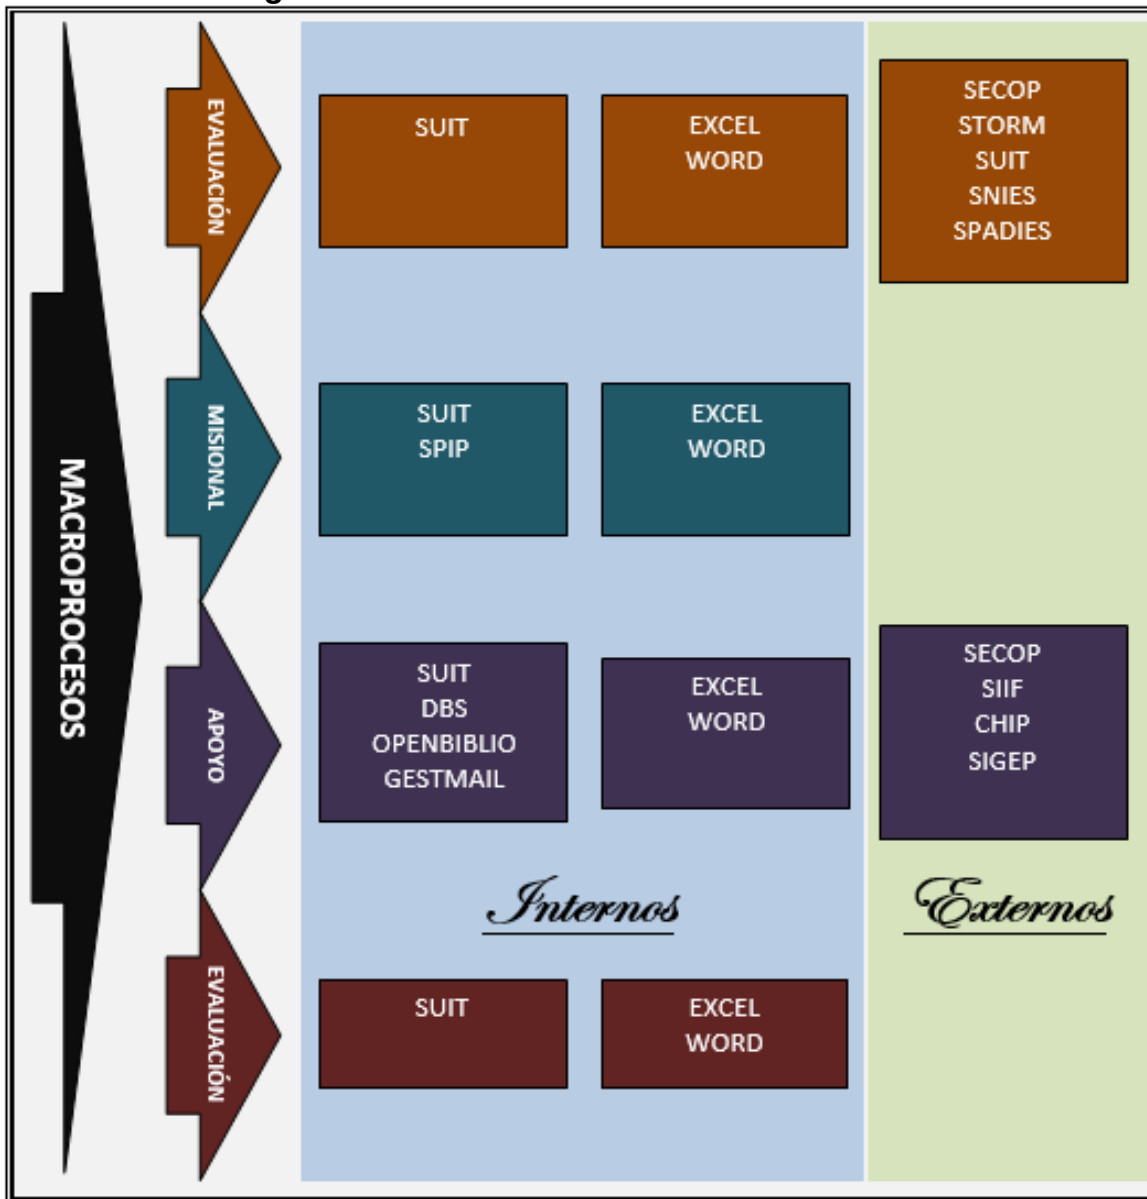 MACROPROCESOS
EVALUACIÓN
SUIT
EXCEL
WORD
SECOP
STORM
SUIT
SNIES
SPADIES
MISIONAL
SUIT
SPIP
EXCEL
WORD
APOYO
SUIT
DBS
OPENBIBLIO
GESTMAIL
EXCEL
WORD
SECOP
SIIF
CHIP
SIGEP
Internos
Externos
EVALUACIÓN
SUIT
EXCEL
WORD